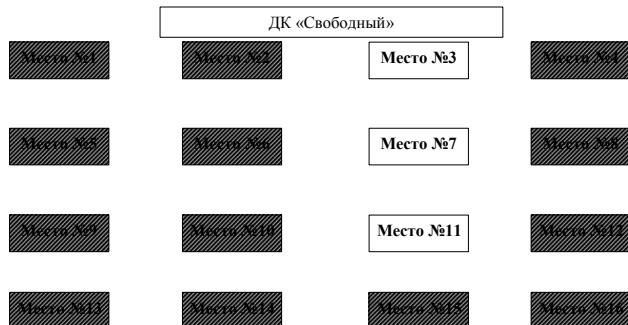 ДК «Свободный»
Место №1 Место №2 Место №3 Место №4
Место №5 Место №6 Место №7 Место №8
Место №9 Место №10 Место №11 Место №12
Место №13 Место №14 Место №15 Место №16